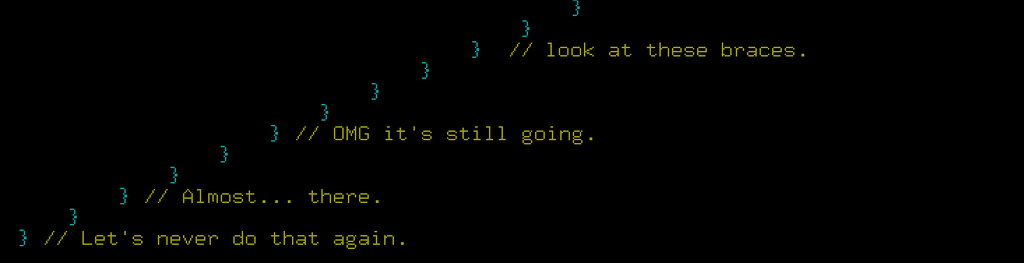 }
}
} // look at these braces.
}
}
}
} // OMG it's still going.
}
}
} // Almost... there.
}
} // Let's never do that again.